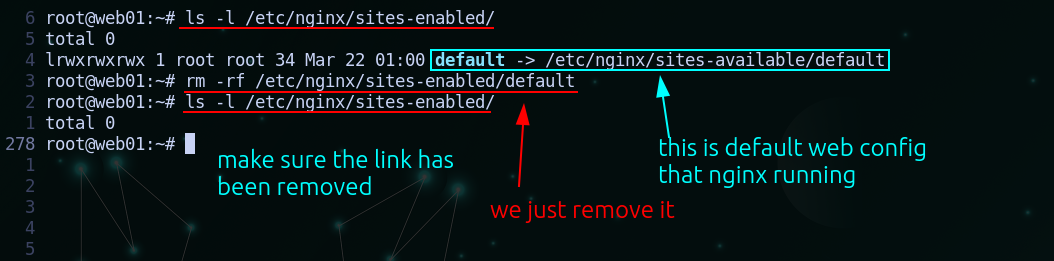 6 root@web01:~# ls -l /etc/nginx/sites-enabled/
5 total 0
4 lrwxrwxrwx 1 root root 34 Mar 22 01:00 default -> /etc/nginx/sites-available/default
3 root@web01:~# rm -rf /etc/nginx/sites-enabled/default
2 root@web01:~# ls -l /etc/nginx/sites-enabled/
1 total 0
278 root@web01:~#
1
2
3
4
5
make sure the link has
been removed
we just remove it
this is default web config
that nginx running